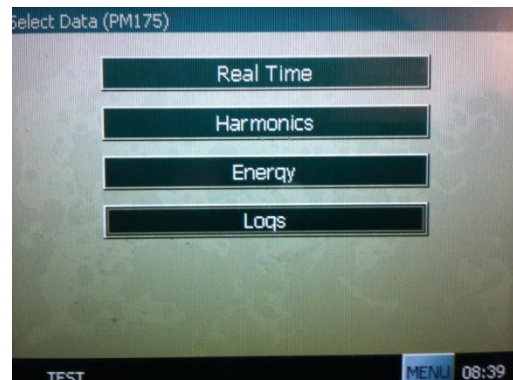 Select Data (PM175)
Real Time
Harmonics
Energy
Logs
TEST
MENU 08:39